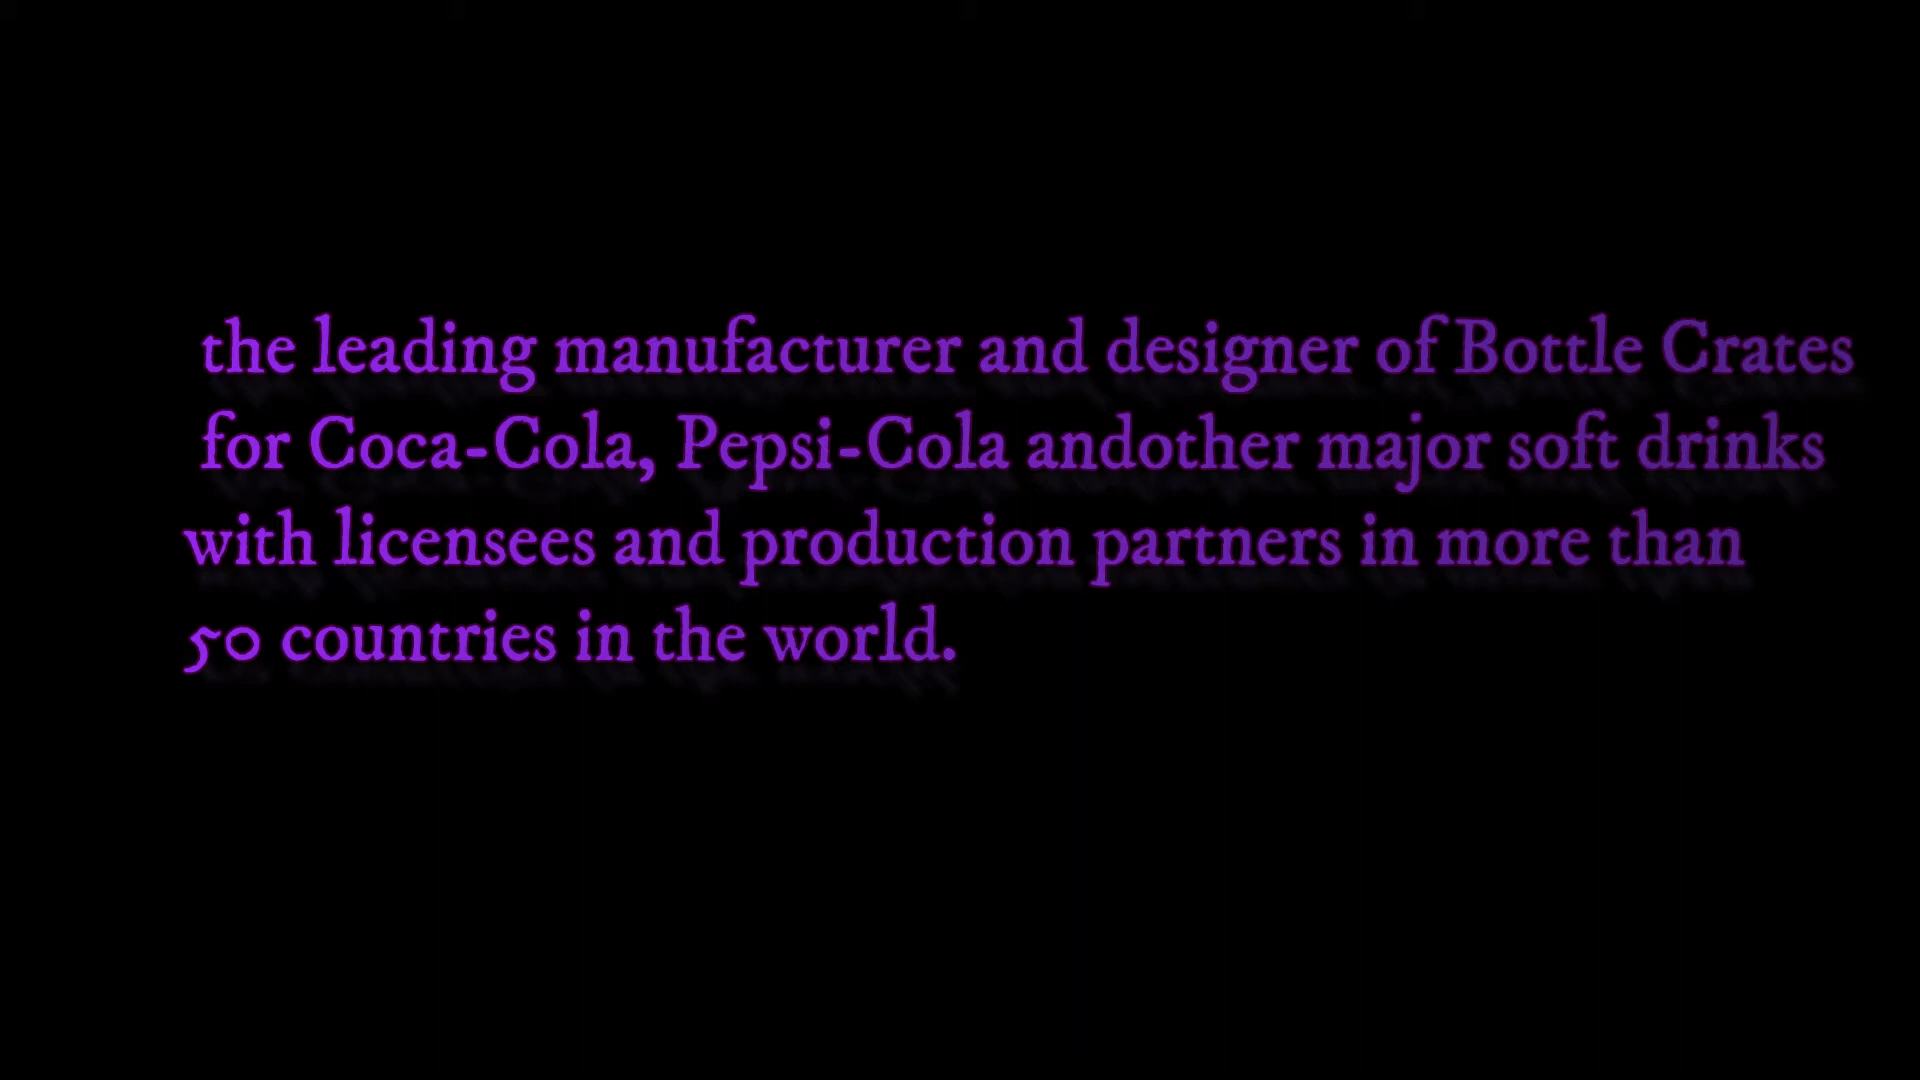 the leading manufacturer and designer of Bottle Crates
for Coca-Cola, Pepsi-Cola andother major soft drinks
with licensees and production partners in more than
50 countries in the world.